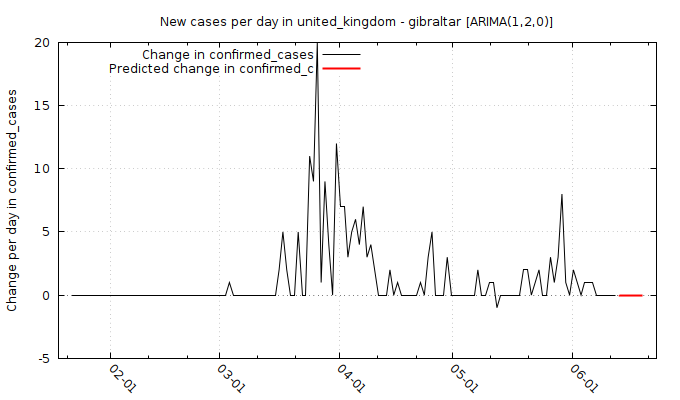 New cases per day in united_kingdom - gibraltar [ARIMA(1,2,0)]
Change in confirmed_cases
Predicted change in confirmed_c
Change per day in confirmed_cases
20
15
10
5
0
-5
02-01
03-01
04-01
05-01
06-01